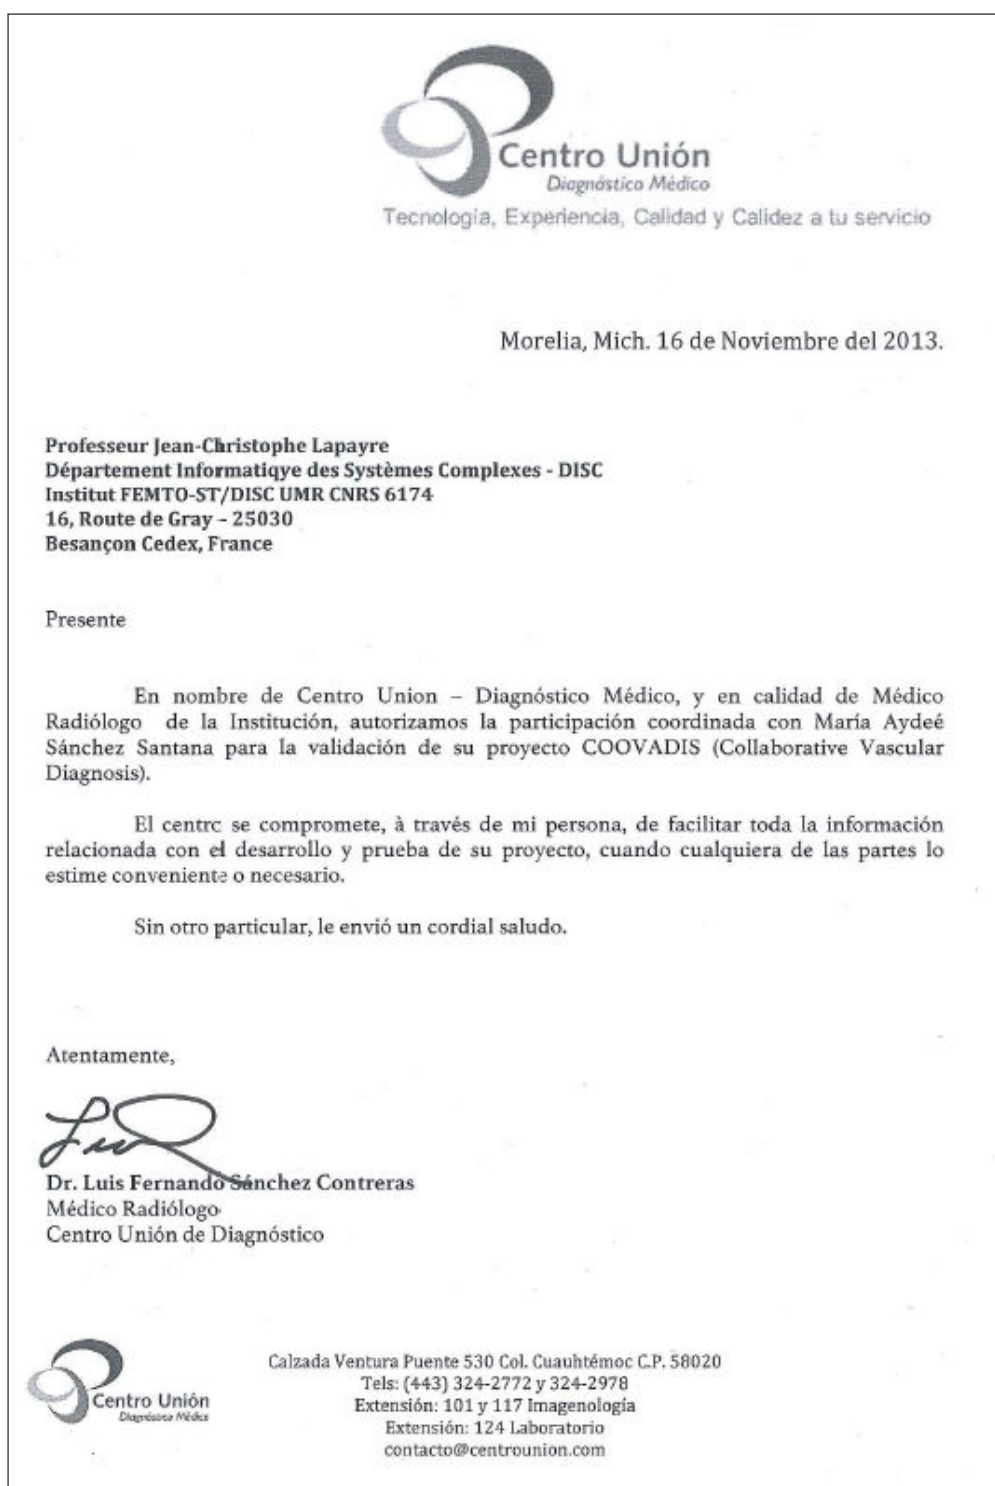 Centro Unión
Diagnóstico Médico
Tecnología, Experiencia, Calidad y Calidez a tu servicio
Morelia, Mich. 16 de Noviembre del 2013.
Professeur Jean-Christophe Lapayre
Département Informatiqye des Systèmes Complexes - DISC
Institut FEMTO-ST/DISC UMR CNRS 6174
16, Route de Gray – 25030
Besançon Cedex, France
Presente
En nombre de Centro Union – Diagnóstico Médico, y en calidad de Médico
Radiólogo de la Institución, autorizamos la participación coordinada con María Aydeé
Sánchez Santana para la validación de su proyecto COOVADIS (Collaborative Vascular
Diagnosis).
El centro se compromete, à través de mi persona, de facilitar toda la información
relacionada con el desarrollo y prueba de su proyecto, cuando cualquiera de las partes lo
estime conveniente o necesario.
Sin otro particular, le envió un cordial saludo.
Atentamente,
Dr. Luis Fernando Sánchez Contreras
Médico Radiólogo
Centro Unión de Diagnóstico
Centro Unión
Diagnóstico Médico
Calzada Ventura Puente 530 Col. Cuauhtémoc C.P. 58020
Tels: (443) 324-2772 y 324-2978
Extensión: 101 y 117 Imagenología
Extensión: 124 Laboratorio
contacto@centrounion.com